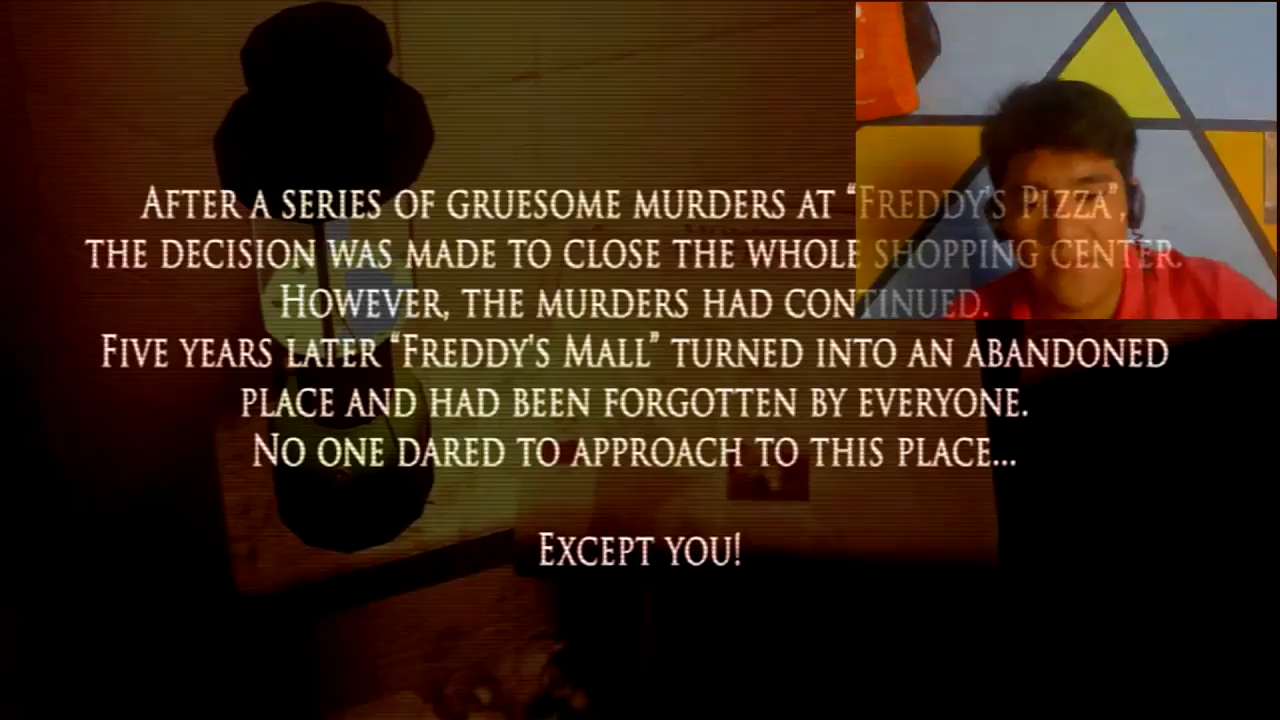 AFTER A SERIES OF GRUESOME MURDERS AT “FREDDY'S PIZZA”,
THE DECISION WAS MADE TO CLOSE THE WHOLE SHOPPING CENTER.
HOWEVER, THE MURDERS HAD CONTINUED.
FIVE YEARS LATER “FREDDY'S MALL” TURNED INTO AN ABANDONED
PLACE AND HAD BEEN FORGOTTEN BY EVERYONE.
NO ONE DARED TO APPROACH TO THIS PLACE...
EXCEPT YOU!